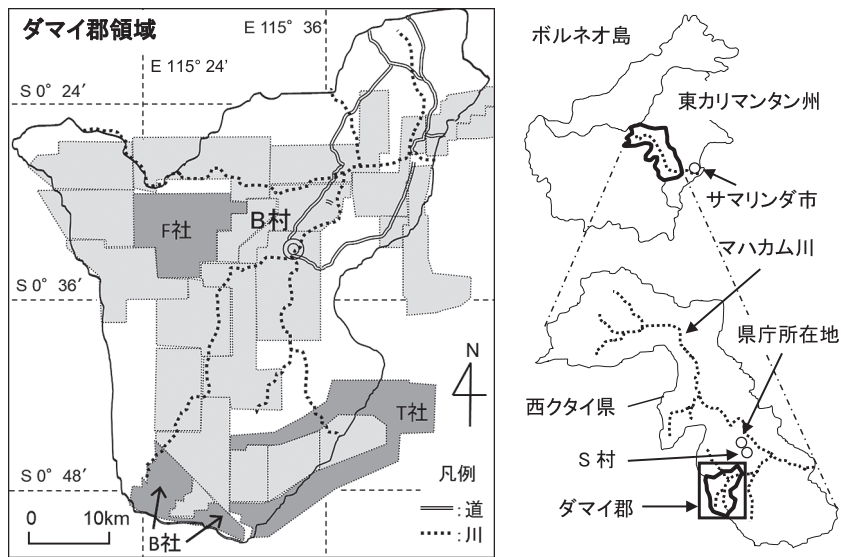 ダマイ郡領域
E 115° 36′
E 115° 24′
S 0° 24′
F社
B村
S 0° 36′
N
T社
S 0° 48′
凡例
0 10km
B社
:道
:川
ボルネオ島
東カリマンタン州
サマリンダ市
マハカム川
県庁所在地
西クタイ県
S 村
ダマイ郡